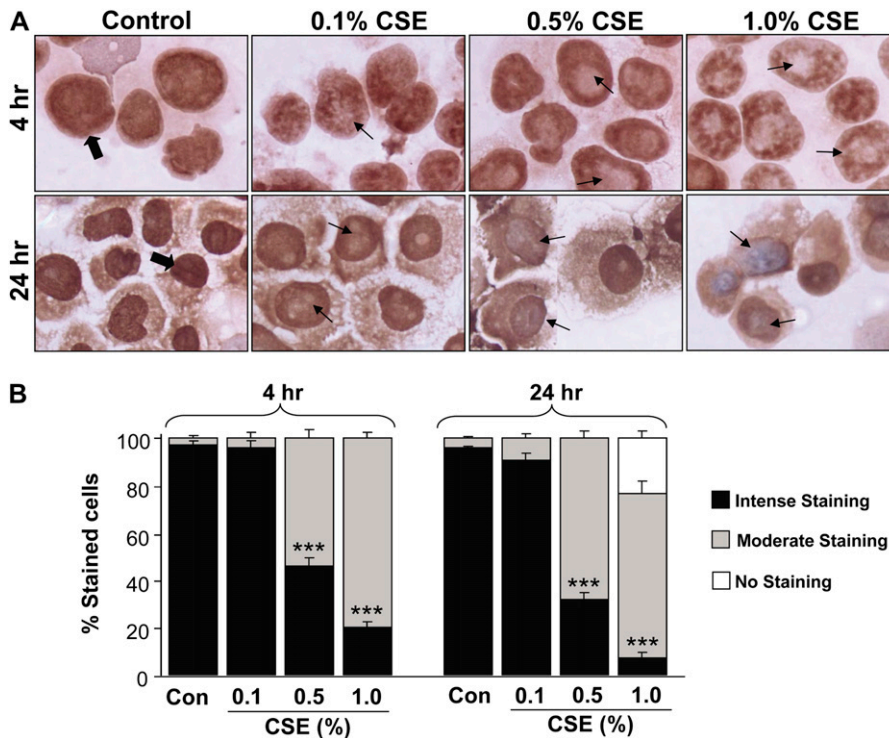 A
Control 0.1% CSE 0.5% CSE 1.0% CSE
4 hr
24 hr
B
4 hr 24 hr
% Stained cells
100
80
60
40
20
0
*** *** *** ***
Intense Staining
Moderate Staining
No Staining
Con 0.1 0.5 1.0 Con 0.1 0.5 1.0
CSE (%) CSE (%)